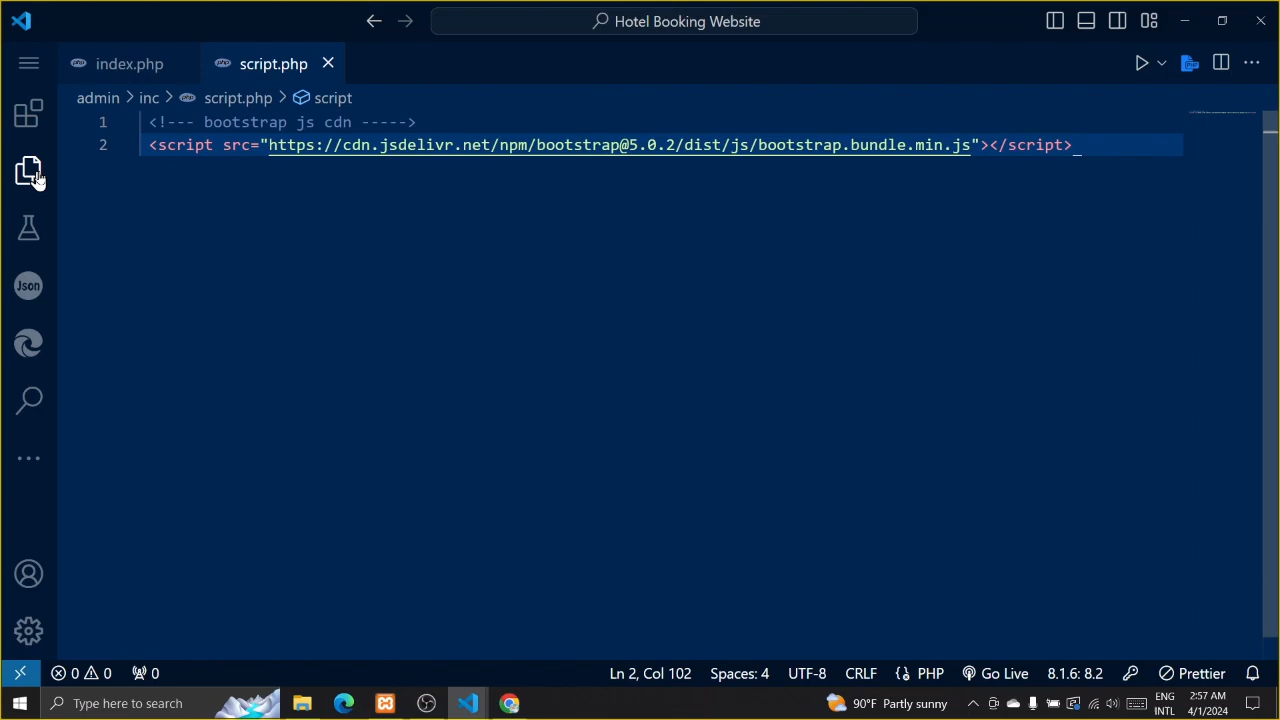 Hotel Booking Website
index.php
script.php
admin > inc > script.php > script
1 <!--- bootstrap js cdn ----->
2 <script src="https://cdn.jsdelivr.net/npm/bootstrap@5.0.2/dist/js/bootstrap.bundle.min.js"></script>
Json
0 0 0 Ln 2, Col 102 Spaces: 4 UTF-8 CRLF PHP Go Live 8.1.6: 8.2 Prettier
Type here to search 90°F Partly sunny ENG 2:57 AM
INTL 4/1/2024